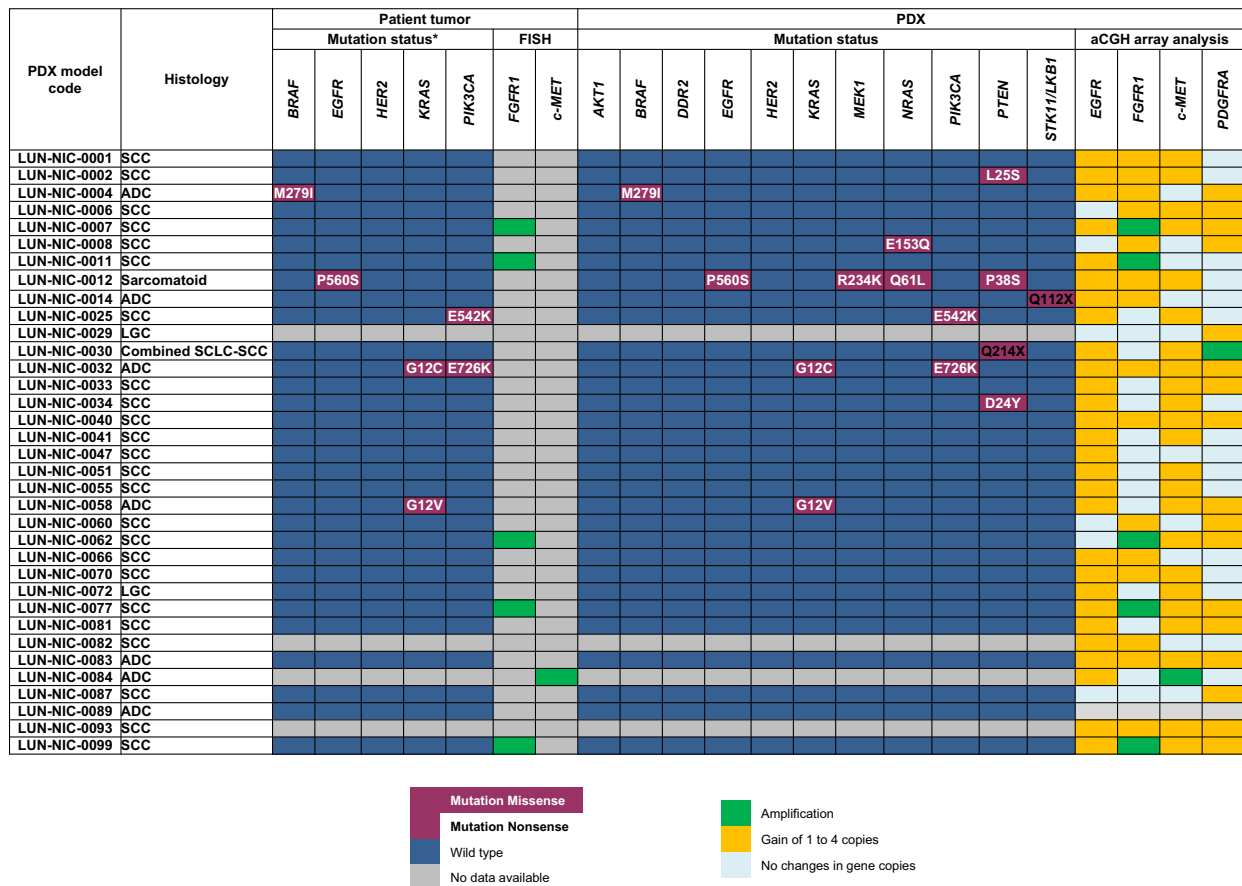 Patient tumor PDX
Mutation status* FISH Mutation status aCGH array analysis
PDX model code Histology BRAF EGFR HER2 KRAS PIK3CA FGFR1 c-MET AKT1 BRAF DDR2 EGFR HER2 KRAS MEK1 NRAS PIK3CA PTEN STK11/LKB1 EGFR FGFR1 c-MET PDGFRA
LUN-NIC-0001 SCC
LUN-NIC-0002 SCC L25S
LUN-NIC-0004 ADC M279I M279I
LUN-NIC-0006 SCC
LUN-NIC-0007 SCC
LUN-NIC-0008 SCC E153Q
LUN-NIC-0011 SCC
LUN-NIC-0012 Sarcomatoid P560S P560S R234K Q61L P38S
LUN-NIC-0014 ADC Q112X
LUN-NIC-0025 SCC E542K E542K
LUN-NIC-0029 LGC
LUN-NIC-0030 Combined SCLC-SCC Q214X
LUN-NIC-0032 ADC G12C E726K G12C E726K
LUN-NIC-0033 SCC
LUN-NIC-0034 SCC D24Y
LUN-NIC-0040 SCC
LUN-NIC-0041 SCC
LUN-NIC-0047 SCC
LUN-NIC-0051 SCC
LUN-NIC-0055 SCC
LUN-NIC-0058 ADC G12V G12V
LUN-NIC-0060 SCC
LUN-NIC-0062 SCC
LUN-NIC-0066 SCC
LUN-NIC-0070 SCC
LUN-NIC-0072 LGC
LUN-NIC-0077 SCC
LUN-NIC-0081 SCC
LUN-NIC-0082 SCC
LUN-NIC-0083 ADC
LUN-NIC-0084 ADC
LUN-NIC-0087 SCC
LUN-NIC-0089 ADC
LUN-NIC-0093 SCC
LUN-NIC-0099 SCC
Mutation Missense
Mutation Nonsense
Wild type
No data available
Amplification
Gain of 1 to 4 copies
No changes in gene copies